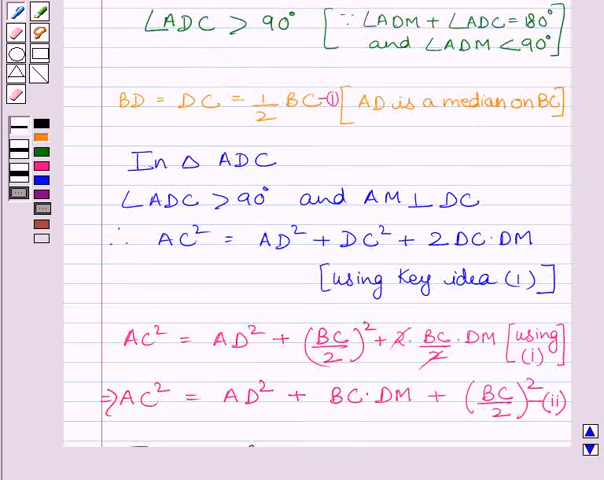 ∠ADC > 90° [∵ ∠ADM + ∠ADC = 180° and ∠ADM < 90°]
BD = DC = 1/2 BC -(i) [AD is a median on BC]
In △ ADC
∠ADC > 90° and AM ⊥ DC
∴ AC² = AD² + DC² + 2DC·DM
[using Key idea (1)]
AC² = AD² + (BC/2)² + 2·BC/2·DM [using (i)]
⇒ AC² = AD² + BC·DM + (BC/2)² -(ii)